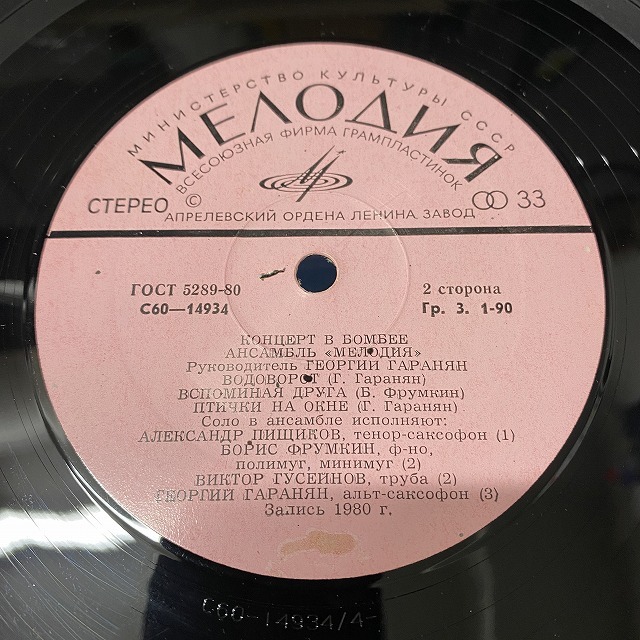 МИНИСТЕРСТВО КУЛЬТУРЫ СССР
МЕЛОДИЯ
ВСЕСОЮЗНАЯ ФИРМА ГРАМПЛАСТИНОК
СТЕРЕО © 33
АПРЕЛЕВСКИЙ ОРДЕНА ЛЕНИНА ЗАВОД
ГОСТ 5289-80 2 сторона
С60—14934 Гр. 3. 1-90
КОНЦЕРТ В БОМБЕЕ
АНСАМБЛЬ «МЕЛОДИЯ»
Руководитель ГЕОРГИЙ ГАРАНЯН
ВОДОВОРОТ (Г. Гаранян)
ВСПОМИНАЯ ДРУГА (Б. Фрумкин)
ПТИЧКИ НА ОКНЕ (Г. Гаранян)
Соло в ансамбле исполняют:
АЛЕКСАНДР ПИЩИКОВ, тенор-саксофон (1)
БОРИС ФРУМКИН, ф-но,
полимуг, минимуг (2)
ВИКТОР ГУСЕЙНОВ, труба (2)
ГЕОРГИЙ ГАРАНЯН, альт-саксофон (3)
Запись 1980 г.
С60-14934/4-